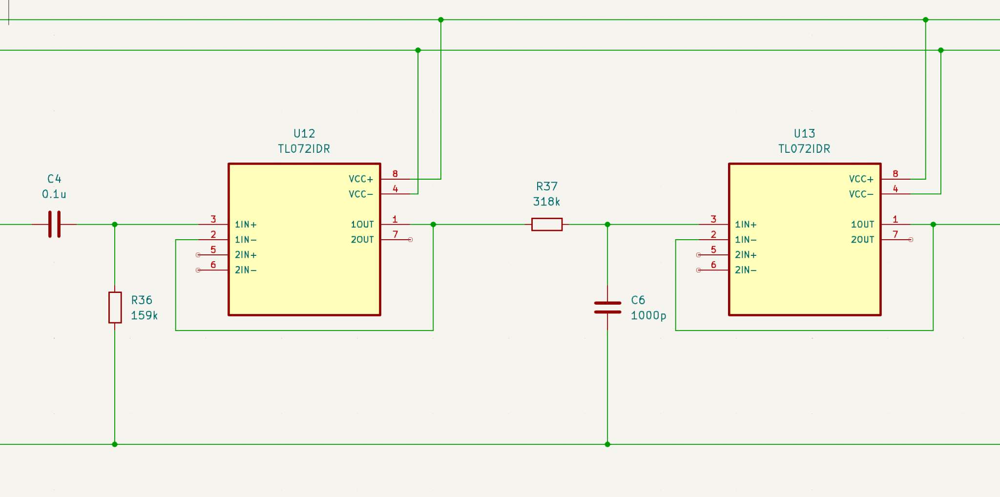 U12
TL072IDR
U13
TL072IDR
C4
0.1u
VCC+ 8
VCC- 4
R37
318k
VCC+ 8
VCC- 4
3 1IN+
1OUT 1
2 1IN-
2OUT 7
5 2IN+
6 2IN-
3 1IN+
1OUT 1
2 1IN-
2OUT 7
5 2IN+
6 2IN-
R36
159k
C6
1000p